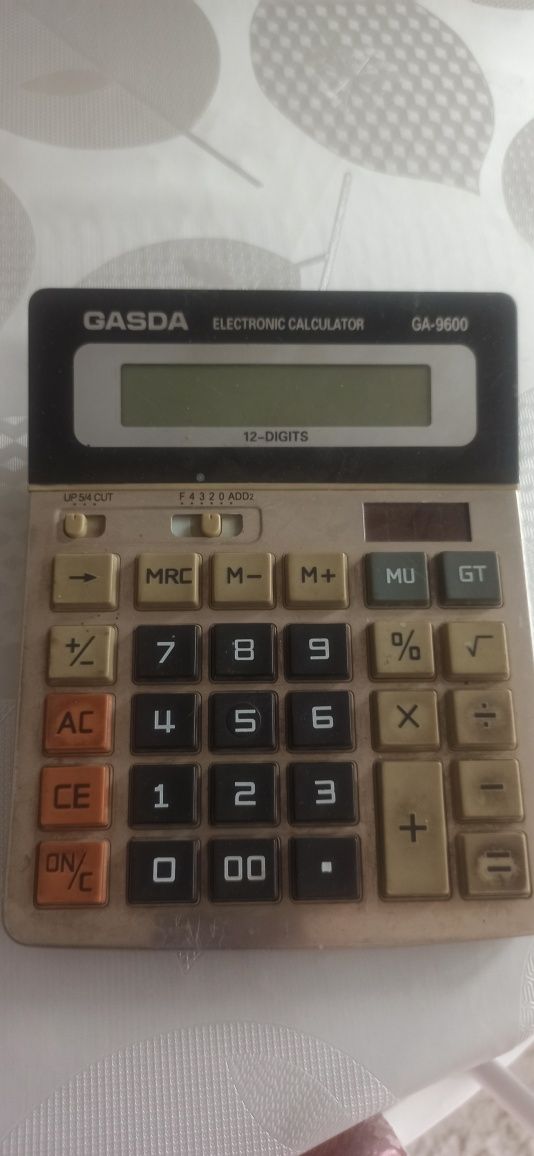 GASDA ELECTRONIC CALCULATOR GA-9600
12-DIGITS
UP 5/4 CUT F 4 3 2 0 ADD2
→ MRC M- M+ MU GT
+/- 7 8 9 % √
AC 4 5 6 X ÷
CE 1 2 3 + -
ON/C 0 00 . =